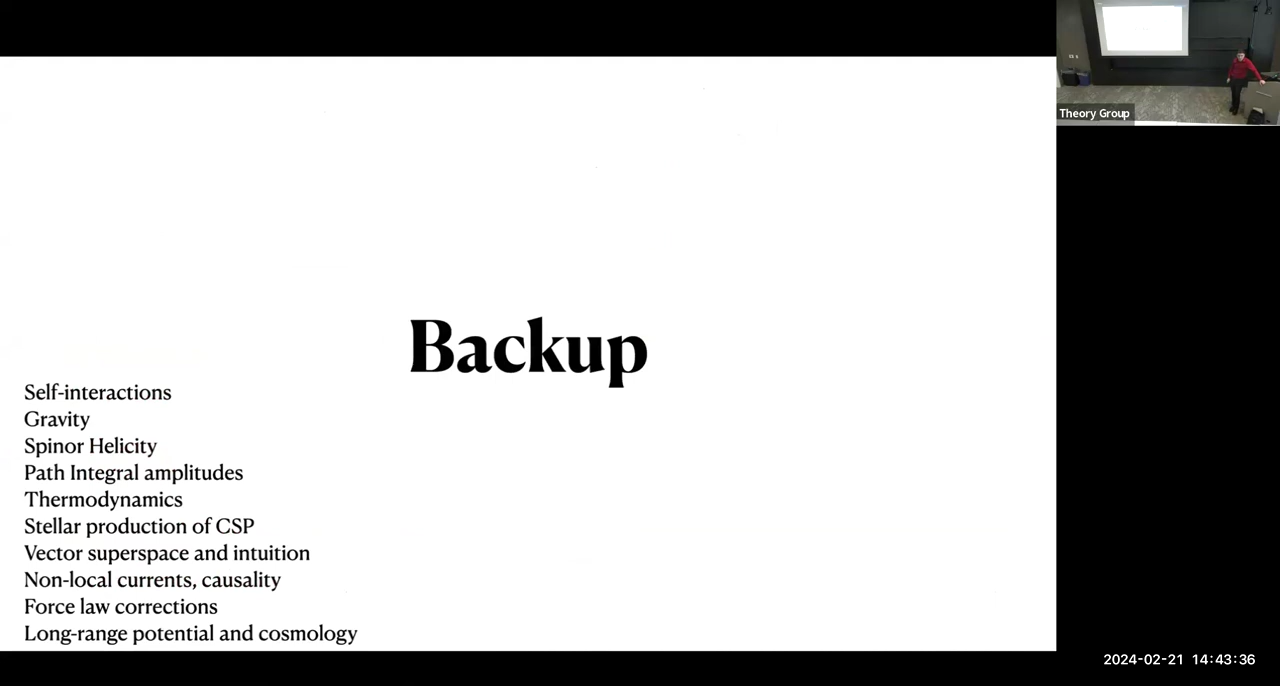 Theory Group
Backup
Self-interactions
Gravity
Spinor Helicity
Path Integral amplitudes
Thermodynamics
Stellar production of CSP
Vector superspace and intuition
Non-local currents, causality
Force law corrections
Long-range potential and cosmology
2024-02-21 14:43:36